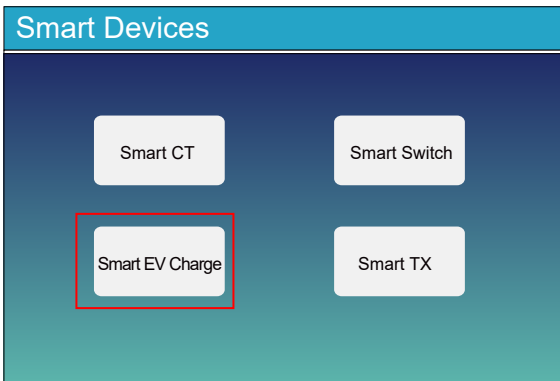 Smart Devices
Smart CT
Smart Switch
Smart EV Charge
Smart TX